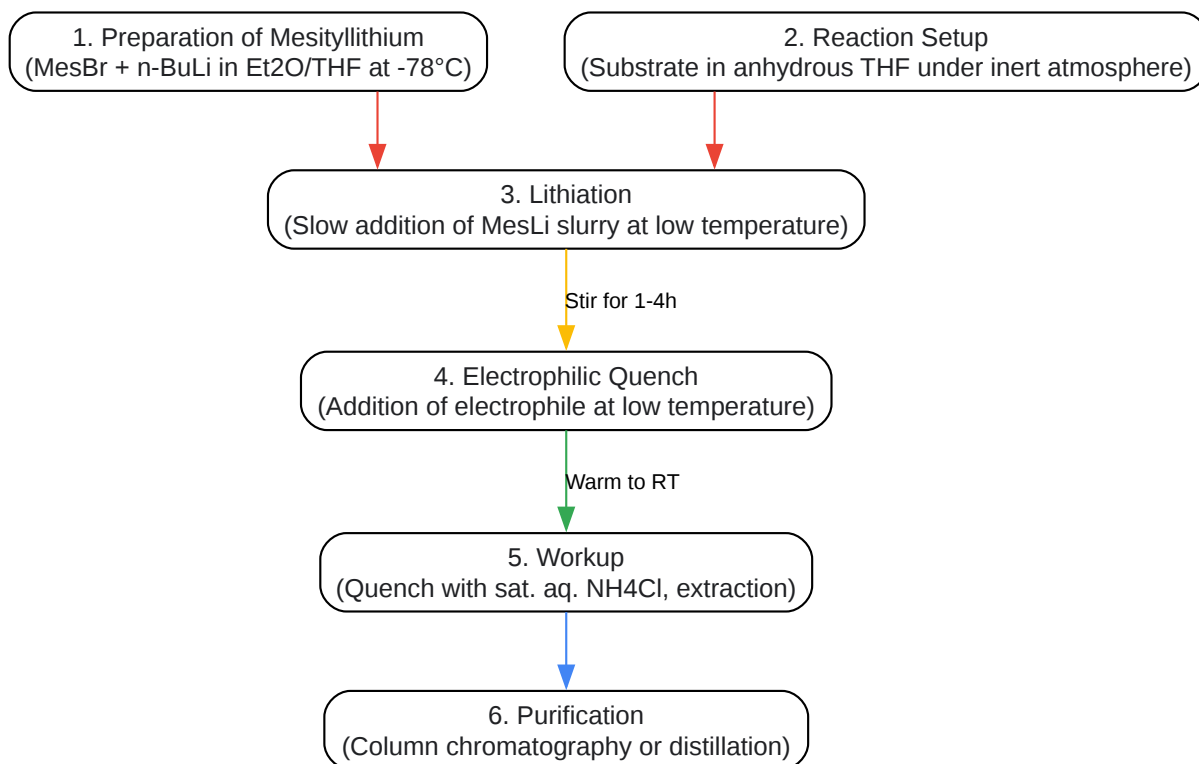 1. Preparation of Mesityllithium
(MesBr + n-BuLi in Et2O/THF at -78°C)
2. Reaction Setup
(Substrate in anhydrous THF under inert atmosphere)
3. Lithiation
(Slow addition of MesLi slurry at low temperature)
Stir for 1-4h
4. Electrophilic Quench
(Addition of electrophile at low temperature)
Warm to RT
5. Workup
(Quench with sat. aq. NH4Cl, extraction)
6. Purification
(Column chromatography or distillation)